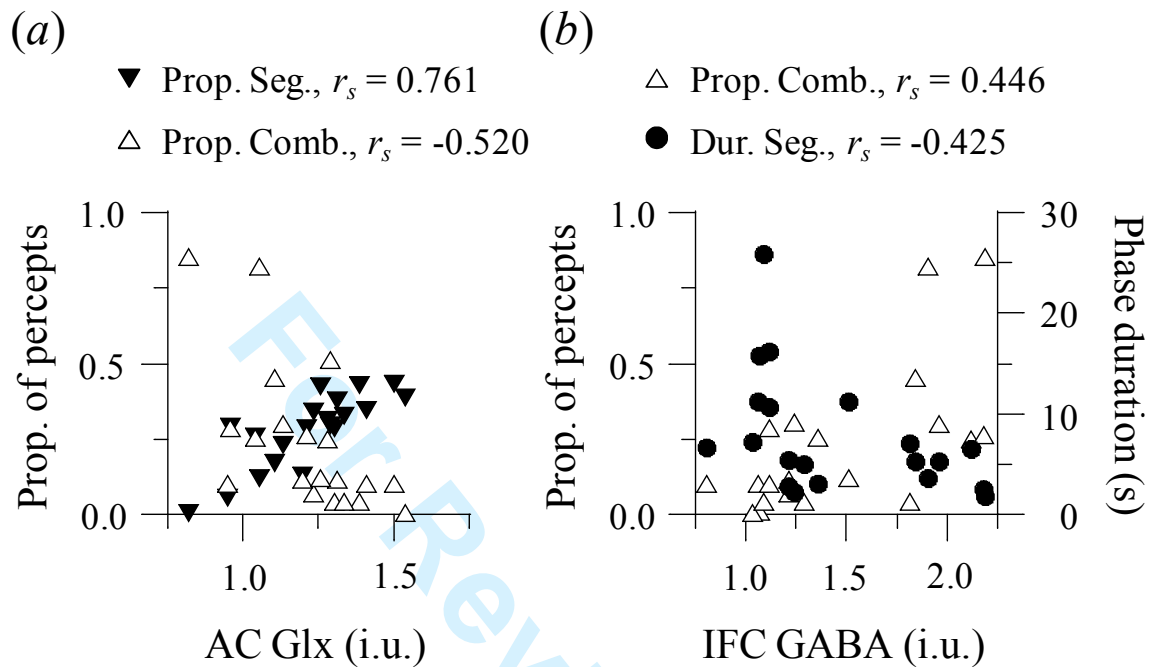 (a)
▼ Prop. Seg., rs = 0.761
△ Prop. Comb., rs = -0.520
Prop. of percepts
1.0
0.5
0.0
1.0 1.5
AC Glx (i.u.)
(b)
△ Prop. Comb., rs = 0.446
● Dur. Seg., rs = -0.425
Prop. of percepts
1.0
0.5
0.0
30
20
10
0
Phase duration (s)
1.0 1.5 2.0
IFC GABA (i.u.)
For Rev